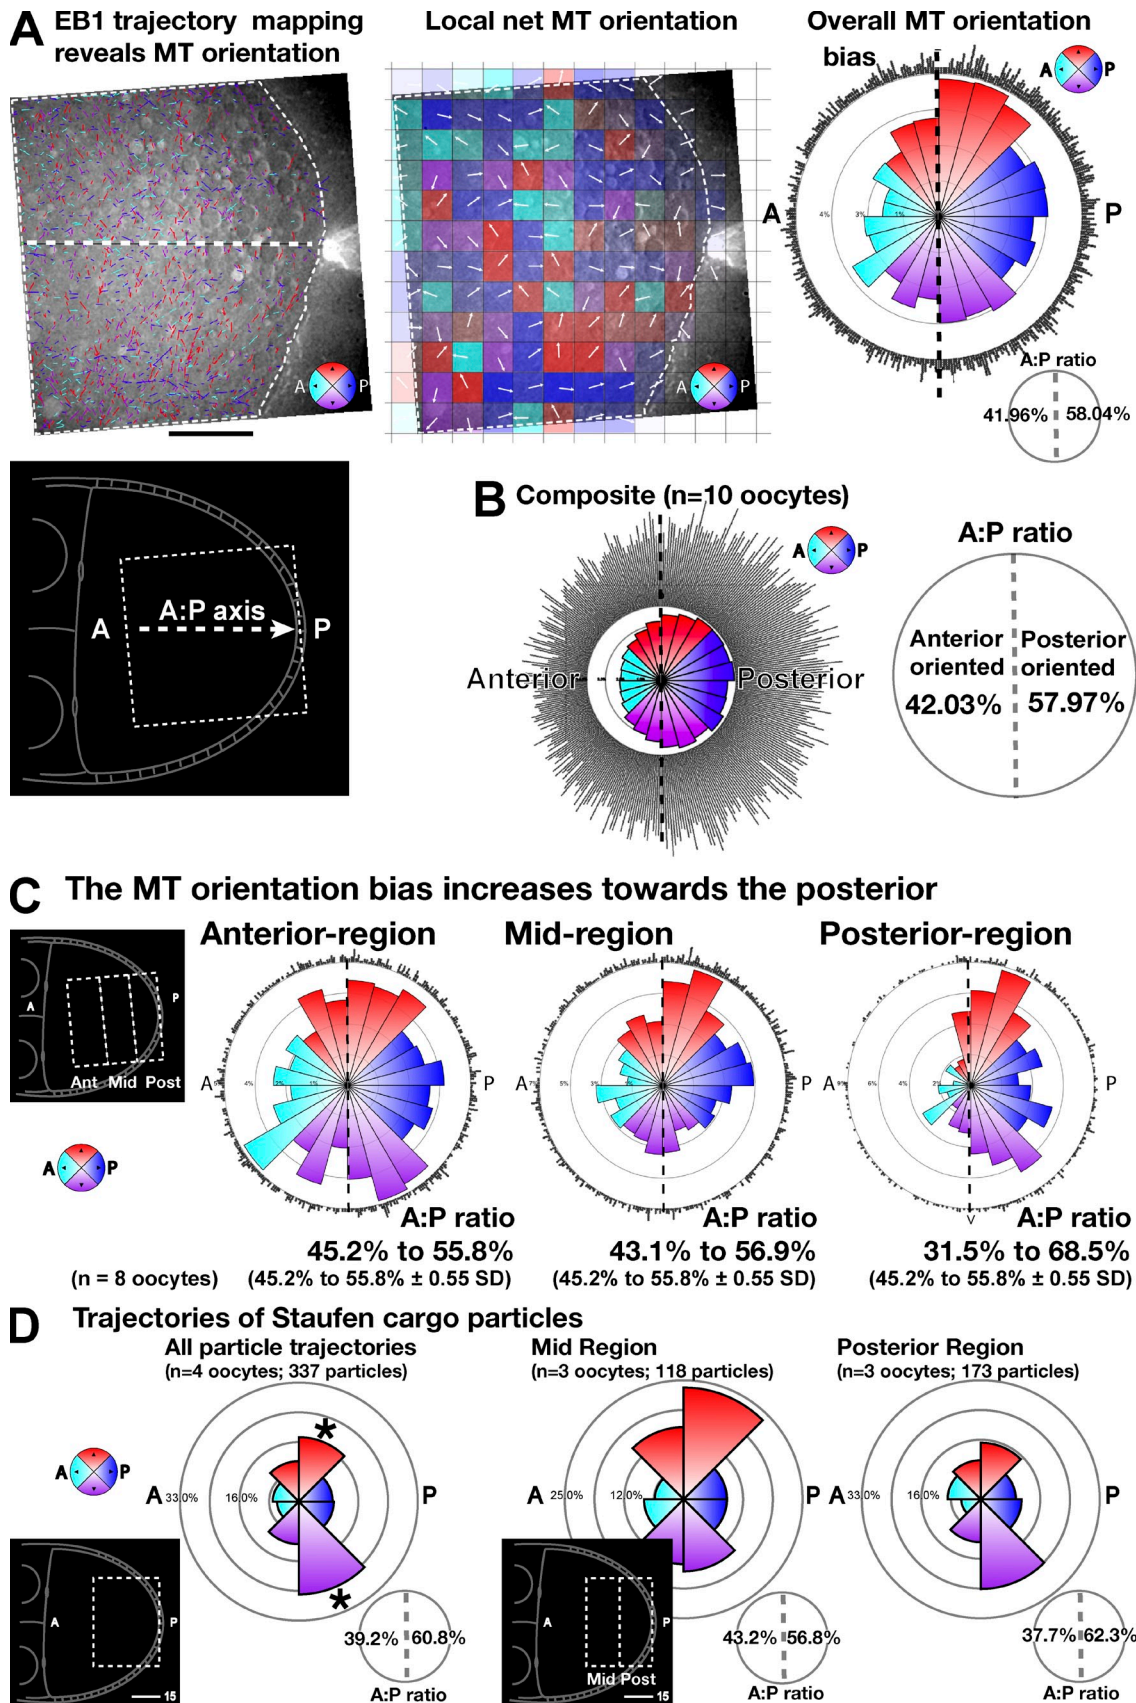 A EB1 trajectory mapping
reveals MT orientation
Local net MT orientation
Overall MT orientation
bias
A P
A P
A P
4% 3% 1%
A P
A:P ratio
41.96% 58.04%
A A:P axis P
B Composite (n=10 oocytes)
A P
Anterior Posterior
A:P ratio
Anterior
oriented
42.03%
Posterior
oriented
57.97%
C The MT orientation bias increases towards the posterior
Anterior-region Mid-region Posterior-region
A P
Ant Mid Post
A P
A 5% 4% 2% 1% P
A 7% 5% 3% 1% P
A 9% 6% 4% 2% P
A:P ratio A:P ratio A:P ratio
45.2% to 55.8% 43.1% to 56.9% 31.5% to 68.5%
(n = 8 oocytes) (45.2% to 55.8% ± 0.55 SD) (45.2% to 55.8% ± 0.55 SD) (45.2% to 55.8% ± 0.55 SD)
D Trajectories of Staufen cargo particles
All particle trajectories Mid Region Posterior Region
(n=4 oocytes; 337 particles) (n=3 oocytes; 118 particles) (n=3 oocytes; 173 particles)
A P
A 33.0% 16.0% * * P
A 25.0% 12.0% P
A 33.0% 16.0% P
A P
15
Mid Post
15
39.2% 60.8%
A:P ratio
43.2% 56.8%
A:P ratio
37.7% 62.3%
A:P ratio